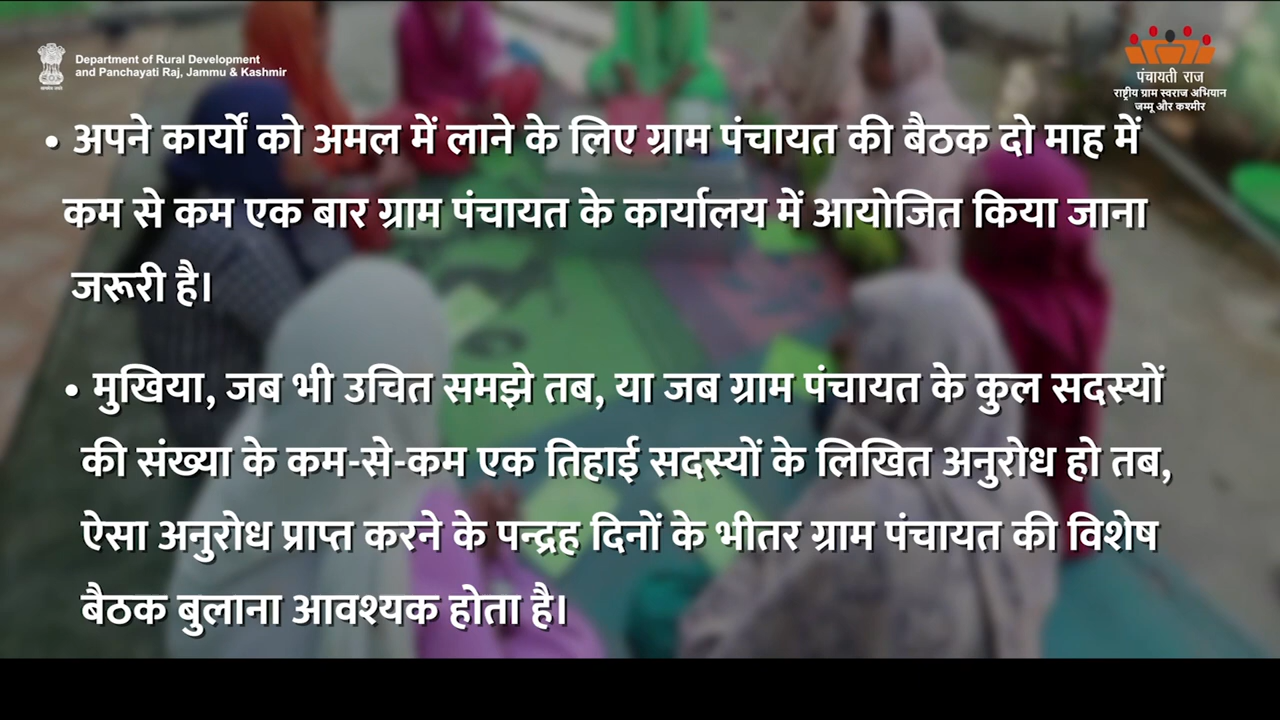 Department of Rural Development
and Panchayati Raj, Jammu & Kashmir
पंचायती राज
राष्ट्रीय ग्राम स्वराज अभियान
जम्मू और कश्मीर
• अपने कार्यों को अमल में लाने के लिए ग्राम पंचायत की बैठक दो माह में
कम से कम एक बार ग्राम पंचायत के कार्यालय में आयोजित किया जाना
जरूरी है।
• मुखिया, जब भी उचित समझे तब, या जब ग्राम पंचायत के कुल सदस्यों
की संख्या के कम-से-कम एक तिहाई सदस्यों के लिखित अनुरोध हो तब,
ऐसा अनुरोध प्राप्त करने के पन्द्रह दिनों के भीतर ग्राम पंचायत की विशेष
बैठक बुलाना आवश्यक होता है।